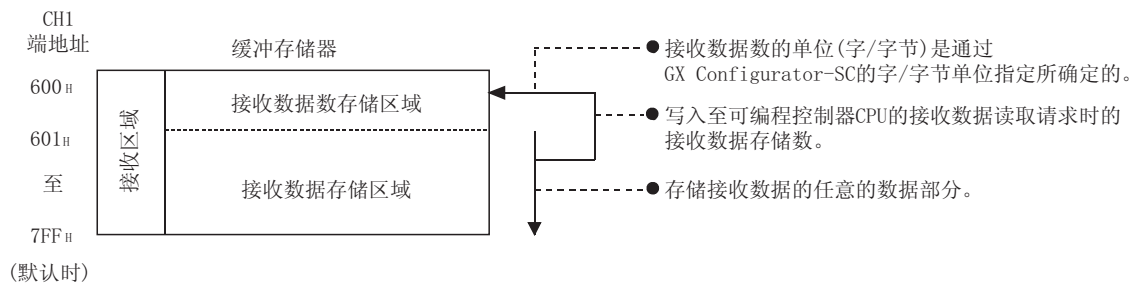 CH1
端地址
缓冲存储器
600H
601H
至
7FFH
(默认时)
接收区域
接收数据数存储区域
接收数据存储区域
●接收数据数的单位(字/字节)是通过
GX Configurator-SC的字/字节单位指定所确定的。
●写入至可编程控制器CPU的接收数据读取请求时的
接收数据存储数。
●存储接收数据的任意的数据部分。